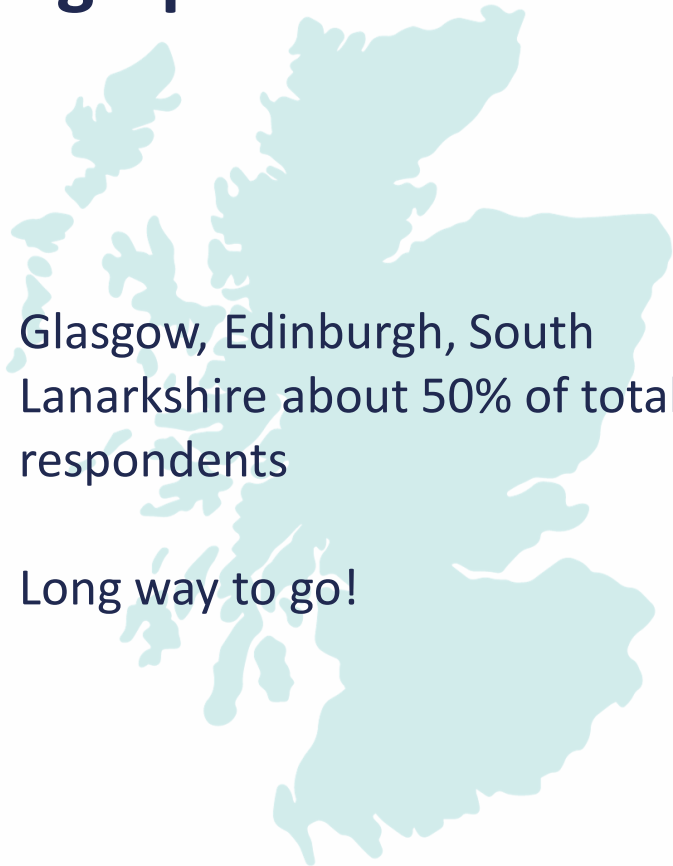 Glasgow, Edinburgh, South
Lanarkshire about 50% of total
respondents
Long way to go!